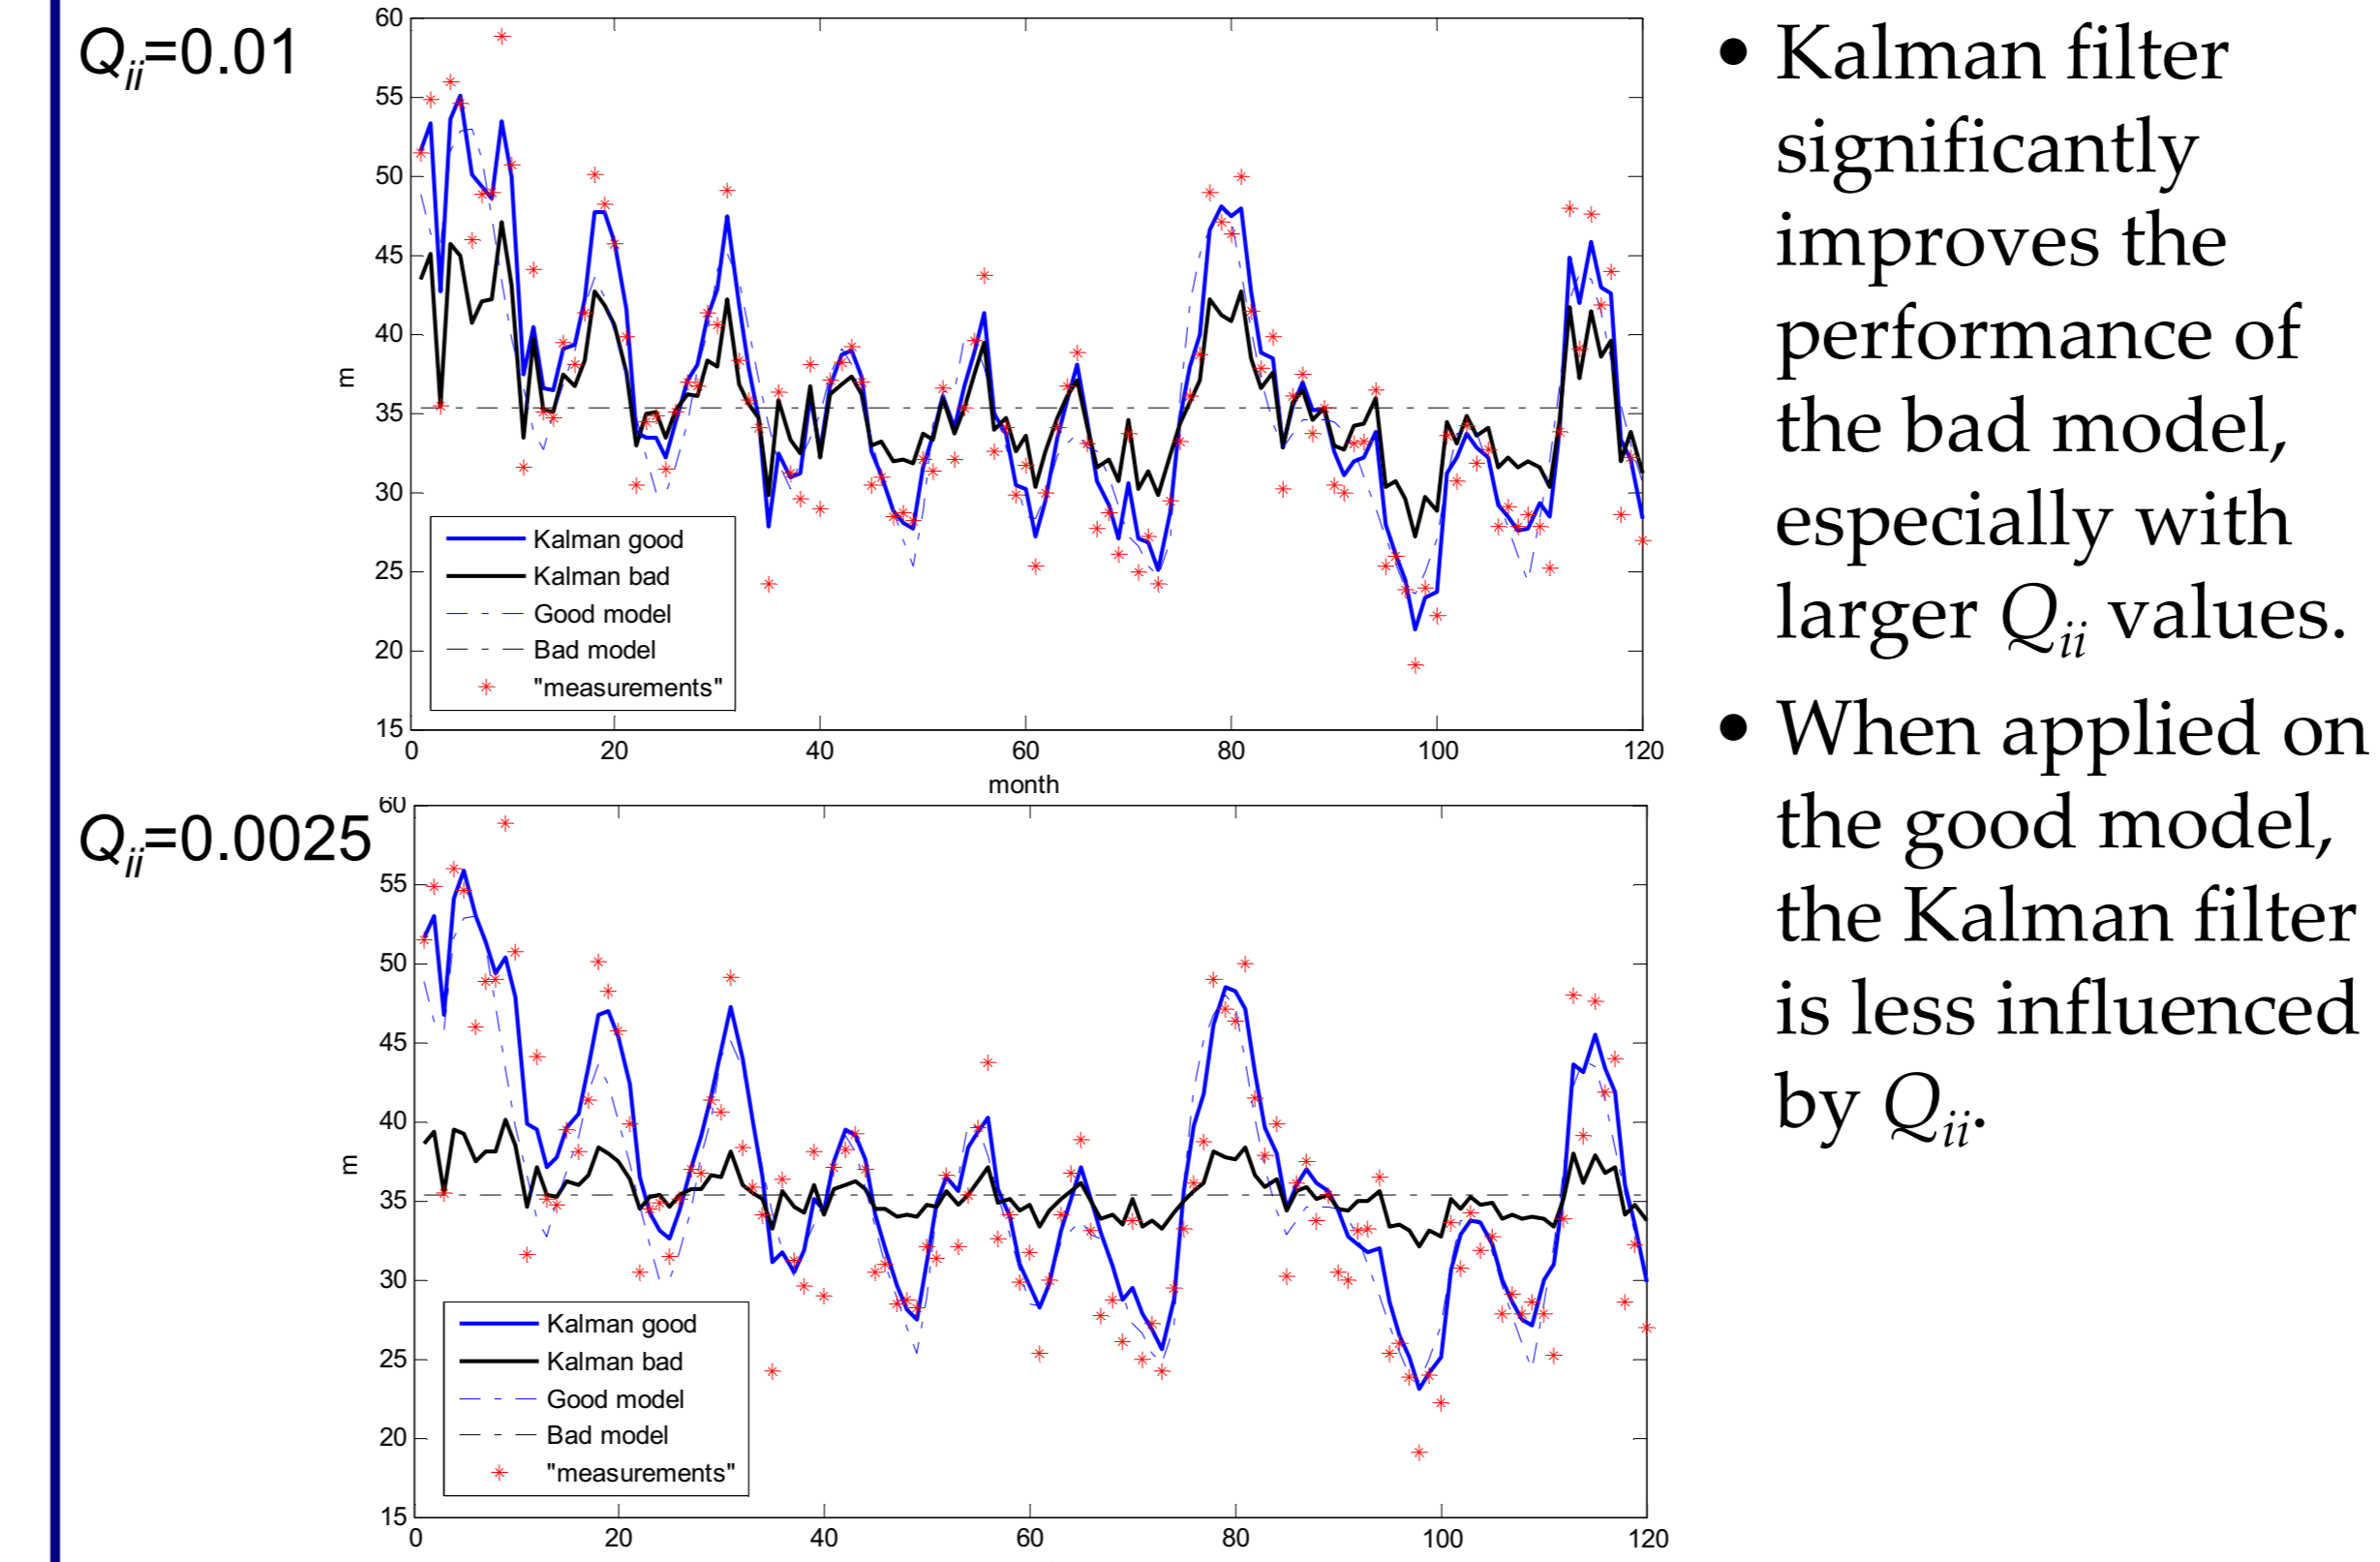 Qii=0.01
60
55
50
45
40
35
30
25
20
15
m
Kalman good
Kalman bad
Good model
Bad model
"measurements"
0 20 40 60 80 100 120
month
Qii=0.0025
60
55
50
45
40
35
30
25
20
15
m
Kalman good
Kalman bad
Good model
Bad model
"measurements"
0 20 40 60 80 100 120
• Kalman filter
significantly
improves the
performance of
the bad model,
especially with
larger Qii values.
• When applied on
the good model,
the Kalman filter
is less influenced
by Qii.